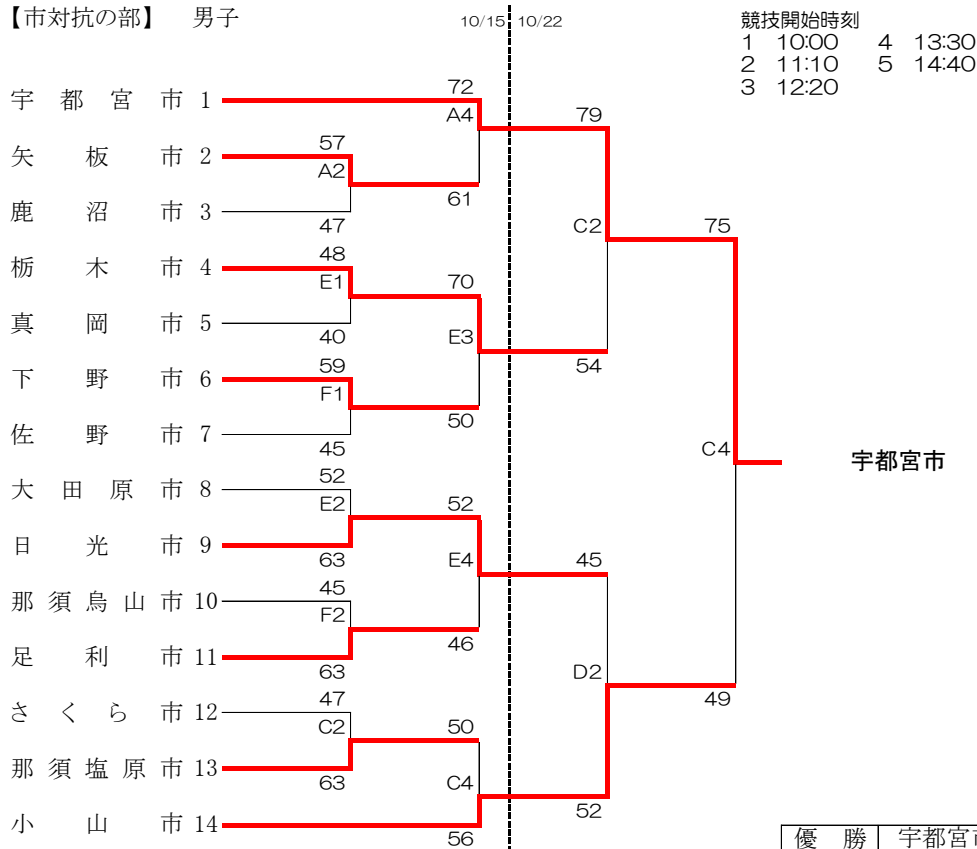 【市対抗の部】 男子
10/15 10/22
競技開始時刻
1 10:00 4 13:30
2 11:10 5 14:40
3 12:20
宇都宮市 1
72
A4
79
矢板市 2
57
A2
61
鹿沼市 3
47
C2
75
栃木市 4
48
E1
70
真岡市 5
40
E3
54
下野市 6
59
F1
50
佐野市 7
45
C4
宇都宮市
大田原市 8
52
E2
52
日光市 9
63
E4
45
那須烏山市 10
45
F2
46
足利市 11
63
D2
49
さくら市 12
47
C2
50
那須塩原市 13
63
C4
52
小山市 14
56
優勝 宇都宮市